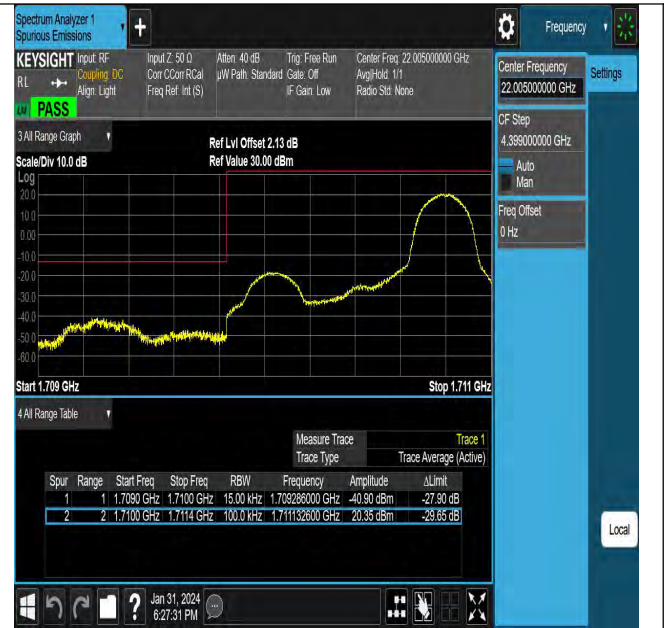 Spectrum Analyzer 1
Spurious Emissions
+
Frequency
KEYSIGHT Input: RF
RL
Coupling: DC
Align: Light
Input Z: 50 Ω
Corr CCorr RCal
Freq Ref: Int (S)
Atten: 40 dB
µW Path: Standard
Trig: Free Run
Gate: Off
IF Gain: Low
Center Freq: 22.005000000 GHz
Avg|Hold: 1/1
Radio Std: None
LM PASS
Center Frequency
22.005000000 GHz
Settings
CF Step
4.399000000 GHz
Auto
Man
Freq Offset
0 Hz
3 All Range Graph
Ref Lvl Offset 2.13 dB
Scale/Div 10.0 dB
Ref Value 30.00 dBm
Log
20.0
10.0
0.00
-10.0
-20.0
-30.0
-40.0
-50.0
-60.0
Start 1.709 GHz
Stop 1.711 GHz
4 All Range Table
Measure Trace Trace 1
Trace Type Trace Average (Active)
Spur Range Start Freq Stop Freq RBW Frequency Amplitude ΔLimit
1 1 1.7090 GHz 1.7100 GHz 15.00 kHz 1.709286000 GHz -40.90 dBm -27.90 dB
2 2 1.7100 GHz 1.7114 GHz 100.0 kHz 1.711132600 GHz 20.35 dBm -29.65 dB
Local
?
Jan 31, 2024
6:27:31 PM